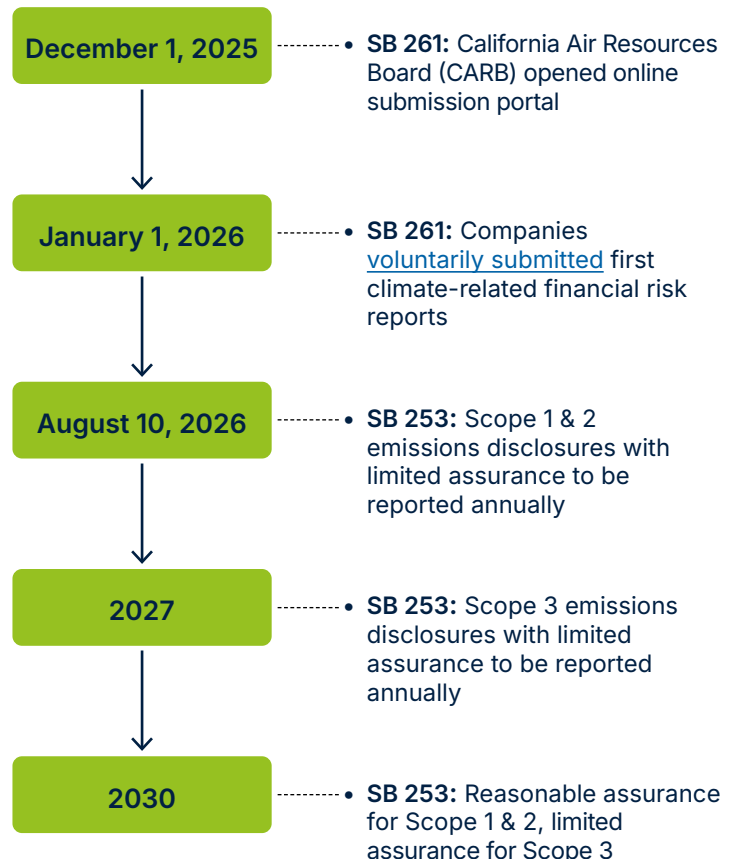 December 1, 2025
• SB 261: California Air Resources
Board (CARB) opened online
submission portal
January 1, 2026
• SB 261: Companies
voluntarily submitted first
climate-related financial risk
reports
August 10, 2026
• SB 253: Scope 1 & 2
emissions disclosures with
limited assurance to be
reported annually
2027
• SB 253: Scope 3 emissions
disclosures with limited
assurance to be reported
annually
2030
• SB 253: Reasonable assurance
for Scope 1 & 2, limited
assurance for Scope 3